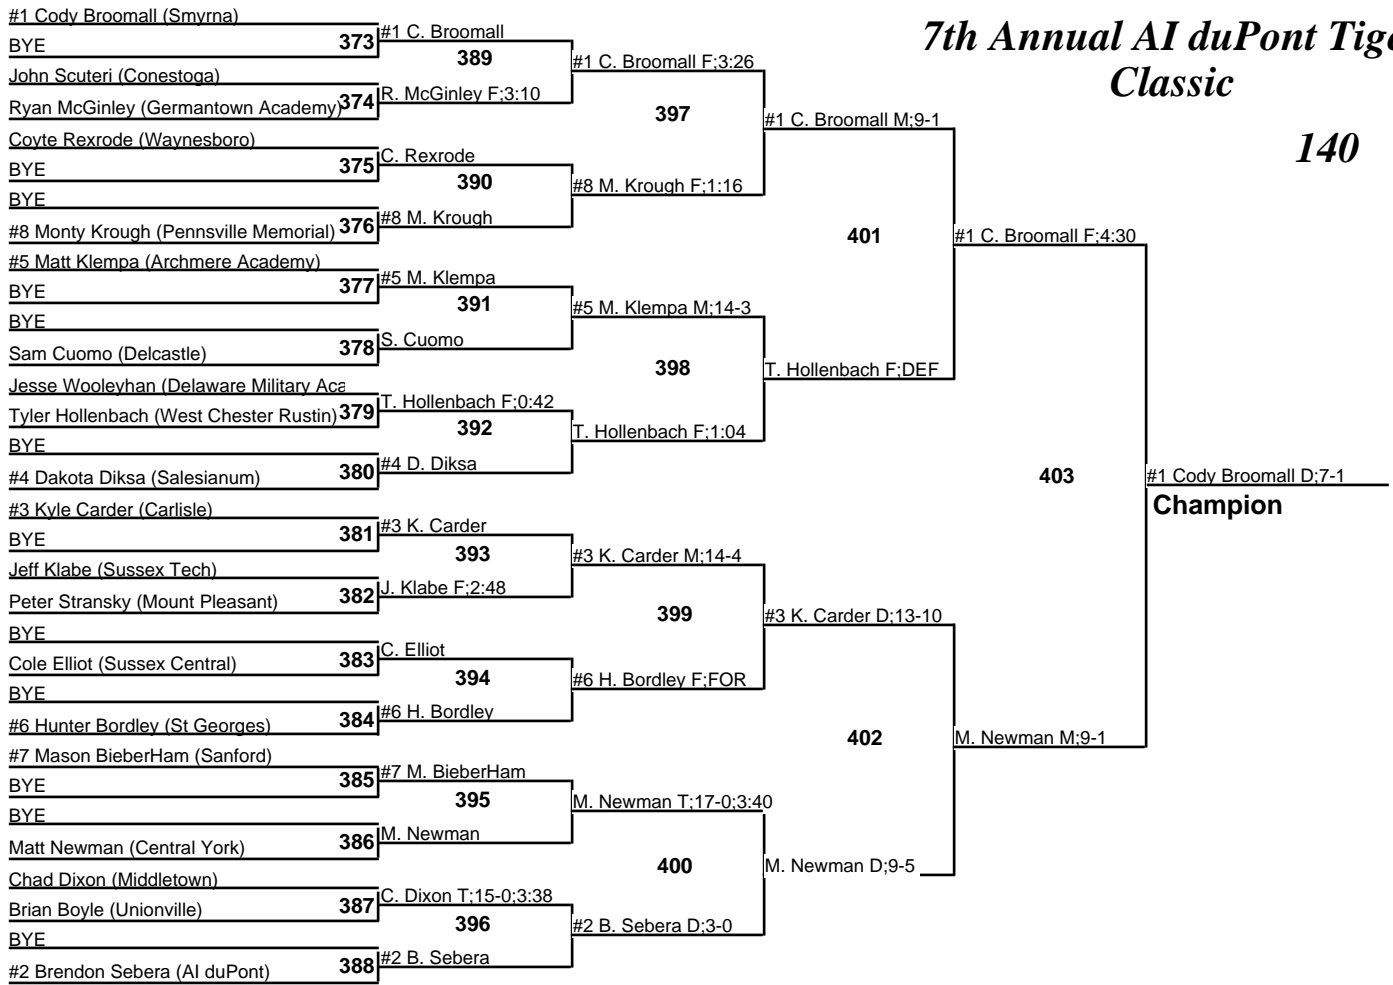 7th Annual AI duPont Tige
Classic
140
#1 Cody Broomall (Smyrna)
BYE
373
John Scuteri (Conestoga)
Ryan McGinley (Germantown Academy)
374
Coyte Rexrode (Waynesboro)
BYE
375
BYE
#8 Monty Krough (Pennsville Memorial)
376
#5 Matt Klempa (Archmere Academy)
BYE
377
BYE
Sam Cuomo (Delcastle)
378
Jesse Wooleyhan (Delaware Military Aca
Tyler Hollenbach (West Chester Rustin)
379
BYE
#4 Dakota Diksa (Salesianum)
380
#3 Kyle Carder (Carlisle)
BYE
381
Jeff Klabe (Sussex Tech)
Peter Stransky (Mount Pleasant)
382
BYE
Cole Elliot (Sussex Central)
383
BYE
#6 Hunter Bordley (St Georges)
384
#7 Mason BieberHam (Sanford)
BYE
385
BYE
Matt Newman (Central York)
386
Chad Dixon (Middletown)
Brian Boyle (Unionville)
387
BYE
#2 Brendon Sebera (AI duPont)
388
#1 C. Broomall
389
R. McGinley F;3:10
C. Rexrode
390
#8 M. Krough
#5 M. Klempa
391
S. Cuomo
T. Hollenbach F;0:42
392
#4 D. Diksa
#3 K. Carder
393
J. Klabe F;2:48
C. Elliot
394
#6 H. Bordley
#7 M. BieberHam
395
M. Newman
C. Dixon T;15-0;3:38
396
#2 B. Sebera
#1 C. Broomall F;3:26
397
#8 M. Krough F;1:16
#5 M. Klempa M;14-3
398
T. Hollenbach F;1:04
#3 K. Carder M;14-4
399
#6 H. Bordley F;FOR
M. Newman T;17-0;3:40
400
#2 B. Sebera D;3-0
#1 C. Broomall M;9-1
401
T. Hollenbach F;DEF
#3 K. Carder D;13-10
402
M. Newman D;9-5
#1 C. Broomall F;4:30
403
M. Newman M;9-1
#1 Cody Broomall D;7-1
Champion